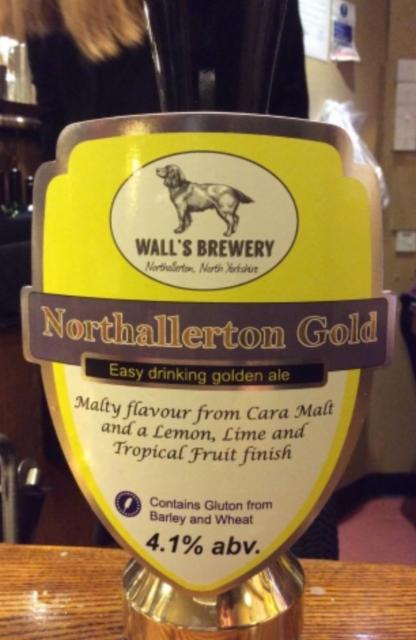 WALL'S BREWERY
Northallerton, North Yorkshire
Northallerton Gold
Easy drinking golden ale
Malty flavour from Cara Malt
and a Lemon, Lime and
Tropical Fruit finish
Contains Gluton from
Barley and Wheat
4.1% abv.